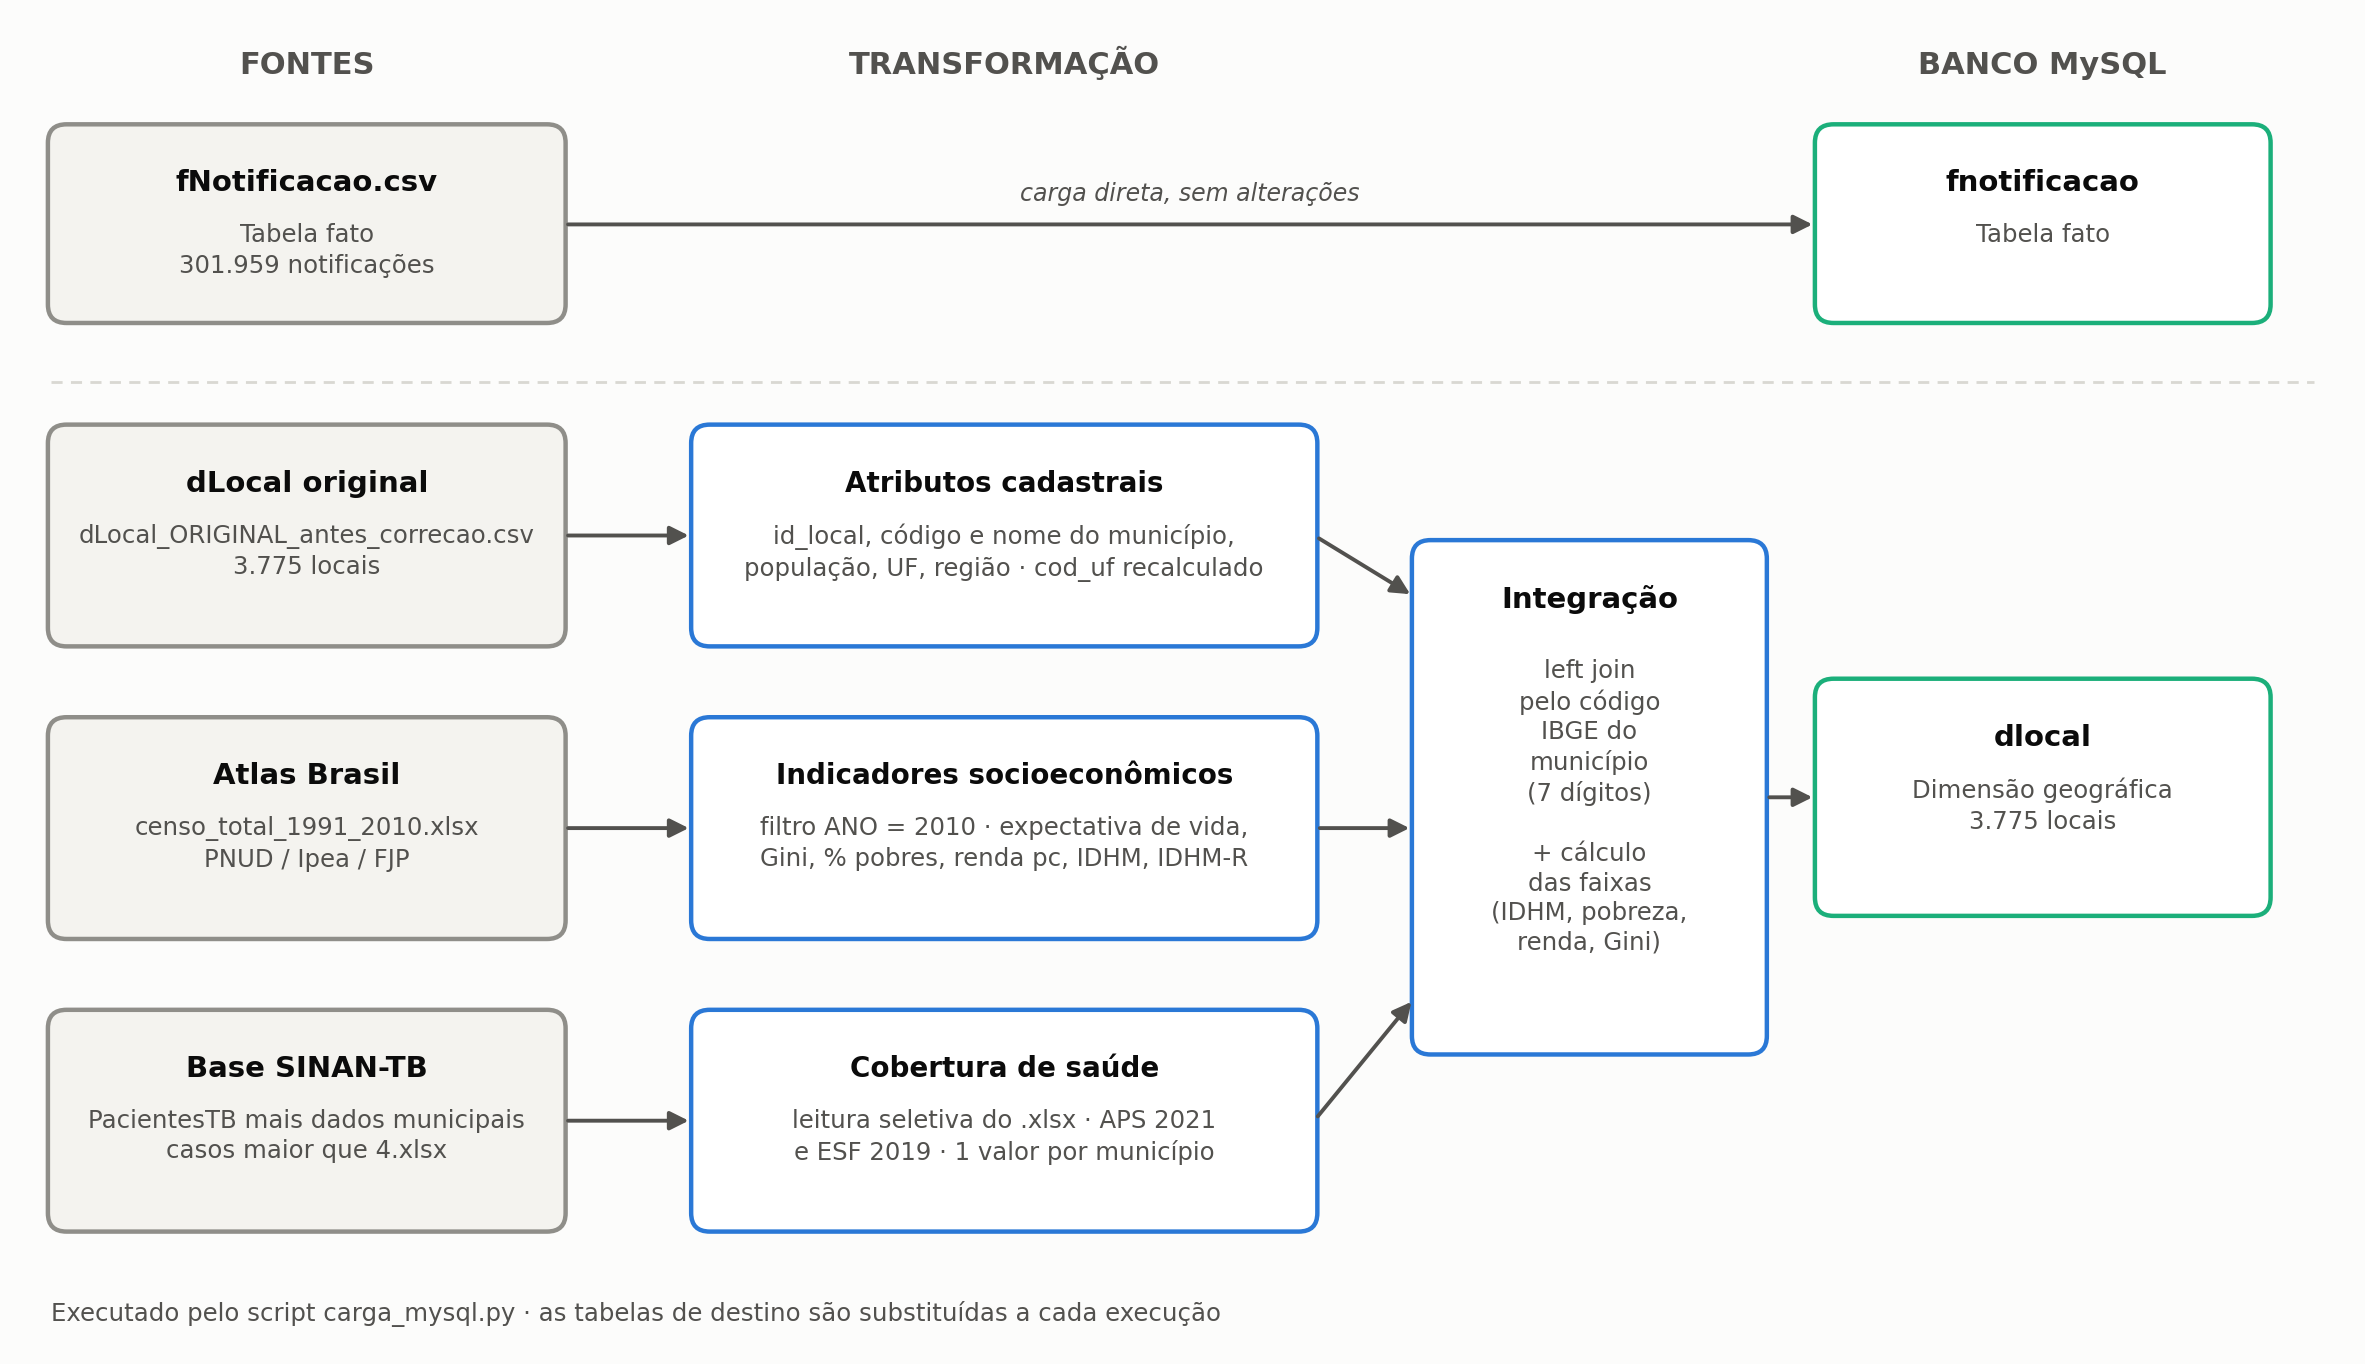 FONTES
TRANSFORMAÇÃO
BANCO MySQL
fNotificacao.csv
Tabela fato
301.959 notificações
carga direta, sem alterações
fnotificacao
Tabela fato
dLocal original
dLocal_ORIGINAL_antes_correcao.csv
3.775 locais
Atributos cadastrais
id_local, código e nome do município,
população, UF, região · cod_uf recalculado
Atlas Brasil
censo_total_1991_2010.xlsx
PNUD / Ipea / FJP
Indicadores socioeconômicos
filtro ANO = 2010 · expectativa de vida,
Gini, % pobres, renda pc, IDHM, IDHM-R
Base SINAN-TB
PacientesTB mais dados municipais
casos maior que 4.xlsx
Cobertura de saúde
leitura seletiva do .xlsx · APS 2021
e ESF 2019 · 1 valor por município
Integração
left join
pelo código
IBGE do
município
(7 dígitos)
+ cálculo
das faixas
(IDHM, pobreza,
renda, Gini)
dlocal
Dimensão geográfica
3.775 locais
Executado pelo script carga_mysql.py · as tabelas de destino são substituídas a cada execução